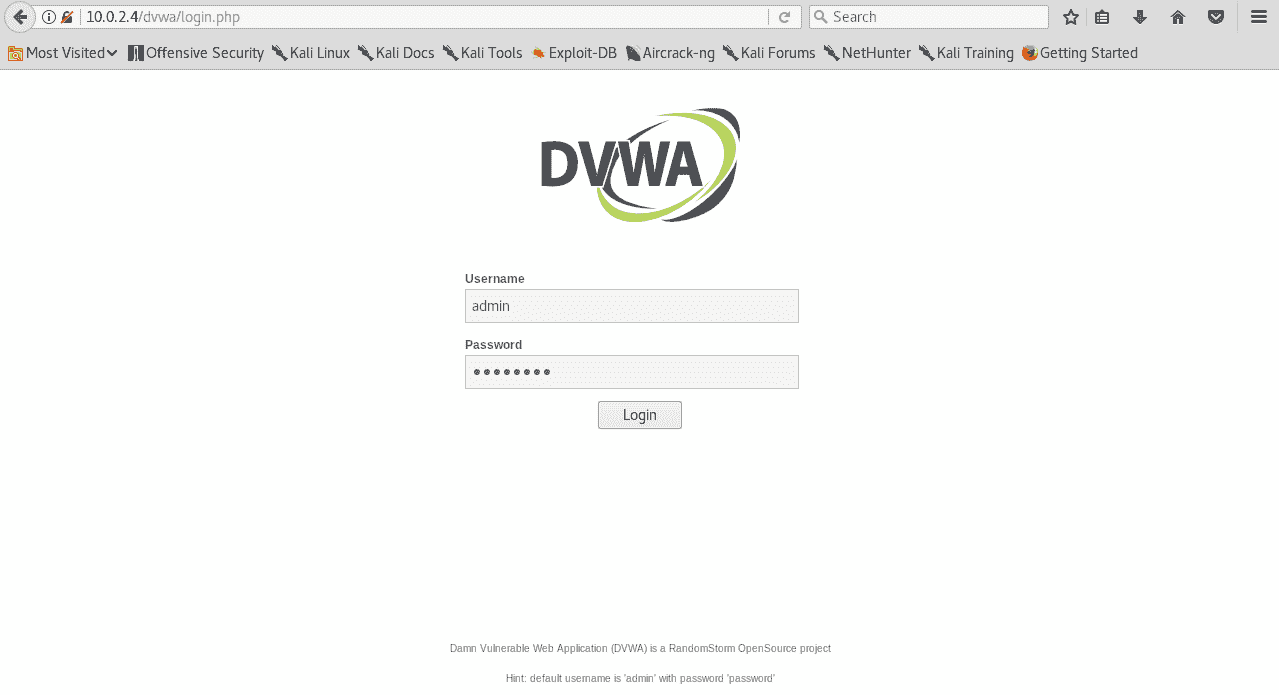 10.0.2.4/dvwa/login.php Search
Most Visited Offensive Security Kali Linux Kali Docs Kali Tools Exploit-DB Aircrack-ng Kali Forums NetHunter Kali Training Getting Started
DVWA
Username
admin
Password
Login
Damn Vulnerable Web Application (DVWA) is a RandomStorm OpenSource project
Hint: default username is 'admin' with password 'password'